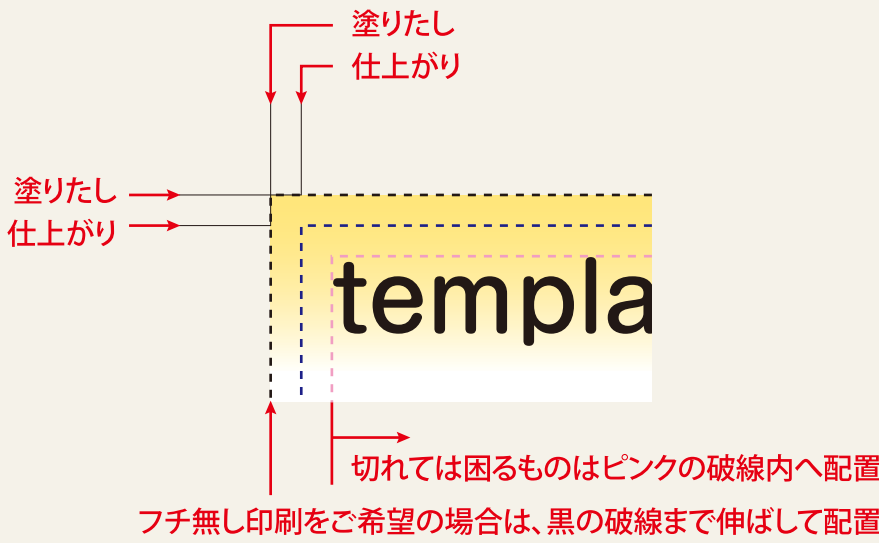 塗りたし
仕上がり
塗りたし
仕上がり
templa
切れては困るものはピンクの破線内へ配置
フチ無し印刷をご希望の場合は、黒の破線まで伸ばして配置